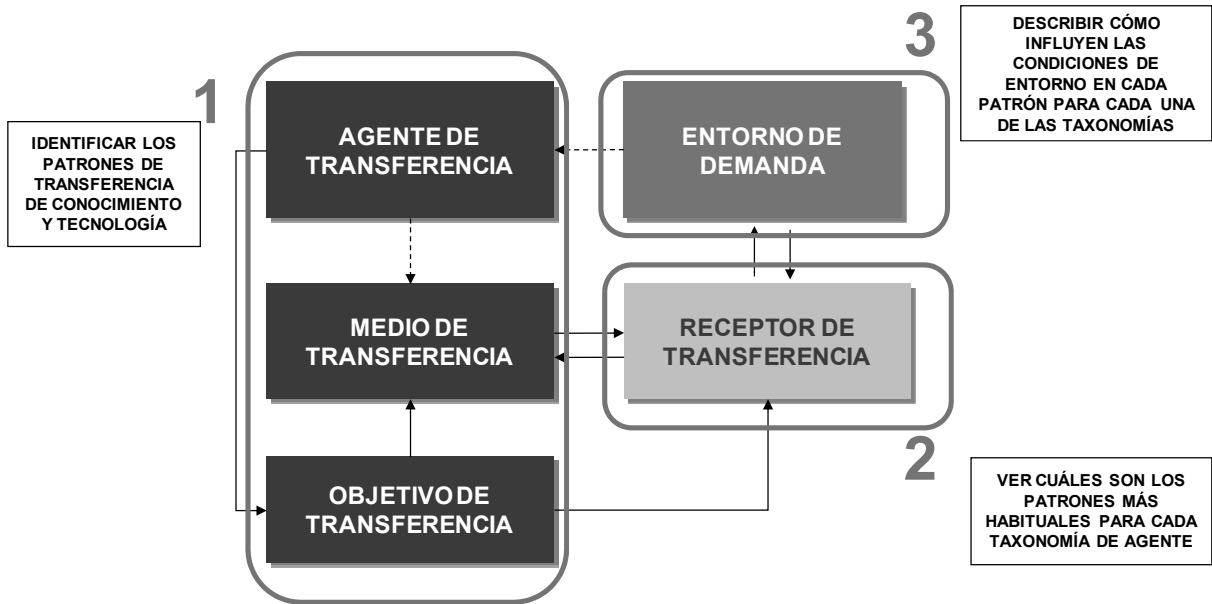 1
IDENTIFICAR LOS
PATRONES DE
TRANSFERENCIA
DE CONOCIMIENTO
Y TECNOLOGÍA
AGENTE DE
TRANSFERENCIA
MEDIO DE
TRANSFERENCIA
OBJETIVO DE
TRANSFERENCIA
3
ENTORNO DE
DEMANDA
DESCRIBIR CÓMO
INFLUYEN LAS
CONDICIONES DE
ENTORNO EN CADA
PATRÓN PARA CADA UNA
DE LAS TAXONOMÍAS
RECEPTOR DE
TRANSFERENCIA
2
VER CUÁLES SON LOS
PATRONES MÁS
HABITUALES PARA CADA
TAXONOMÍA DE AGENTE